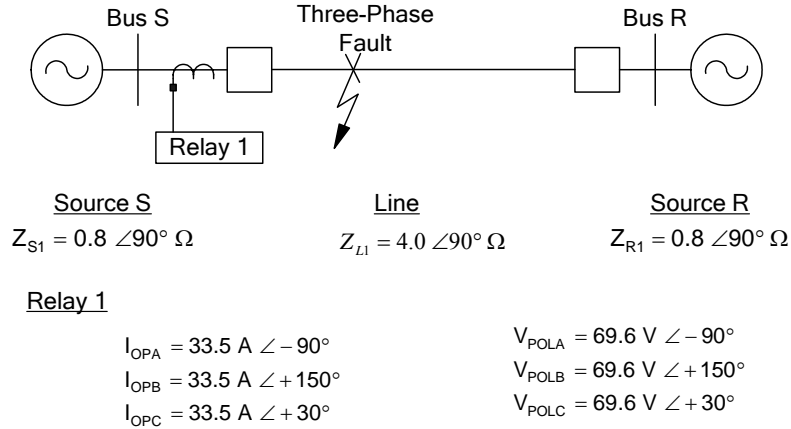 Bus S
Three-Phase
Fault
Bus R
Relay 1
Source S
Line
Source R
Z_S1 = 0.8 ∠90° Ω
Z_L1 = 4.0 ∠90° Ω
Z_R1 = 0.8 ∠90° Ω
Relay 1
I_OPA = 33.5 A ∠−90°
V_POLA = 69.6 V ∠−90°
I_OPB = 33.5 A ∠+150°
V_POLB = 69.6 V ∠+150°
I_OPC = 33.5 A ∠+30°
V_POLC = 69.6 V ∠+30°